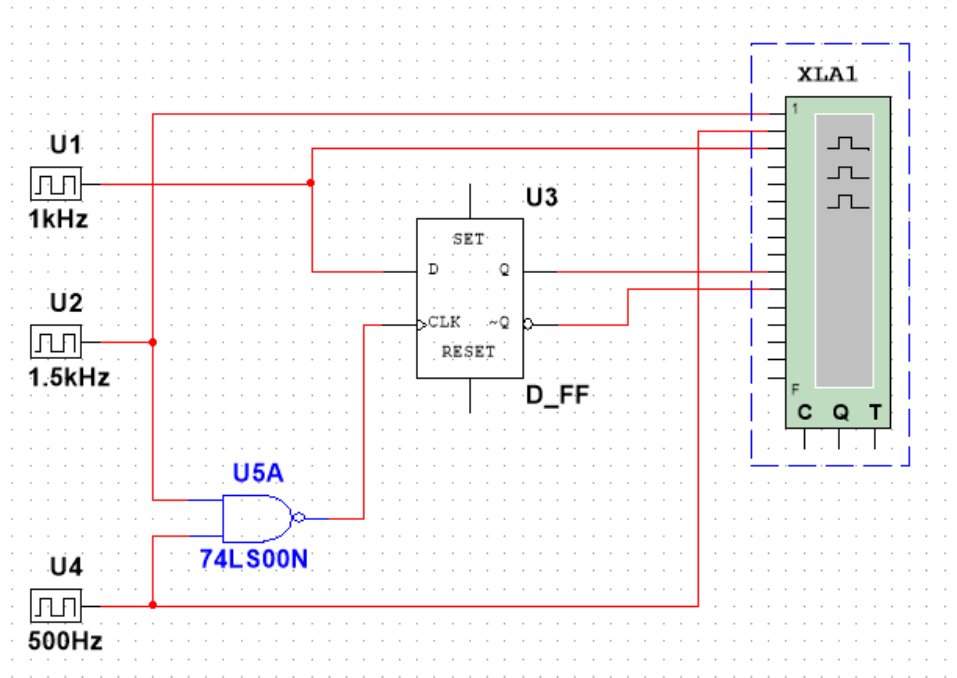 XLA1
1
U1
1kHz
U3
SET
D Q
CLK ~Q
RESET
D_FF
U2
1.5kHz
F
C Q T
U5A
74LS00N
U4
500Hz